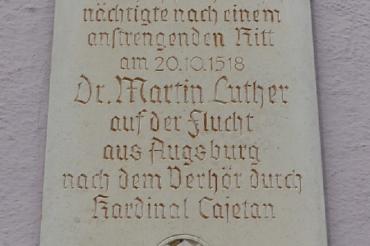 nächtigte nach einem
anstrengenden Ritt
am 20.10.1518
Dr. Martin Luther
auf der Flucht
aus Augsburg
nach dem Verhör durch
Kardinal Cajetan